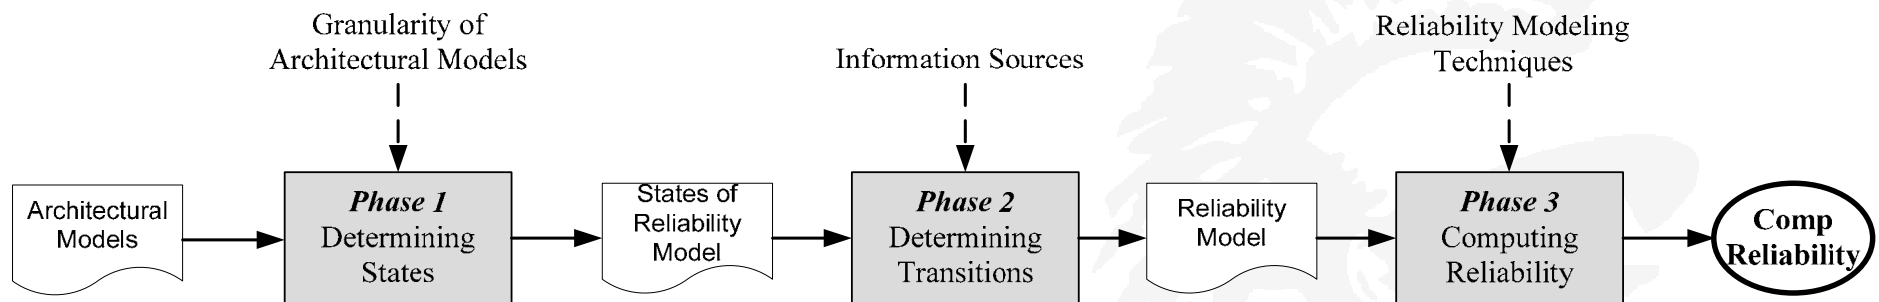 Granularity of
Architectural Models
Information Sources
Reliability Modeling
Techniques
Architectural
Models
Phase 1
Determining
States
States of
Reliability Model
Phase 2
Determining
Transitions
Reliability
Model
Phase 3
Computing
Reliability
Comp
Reliability